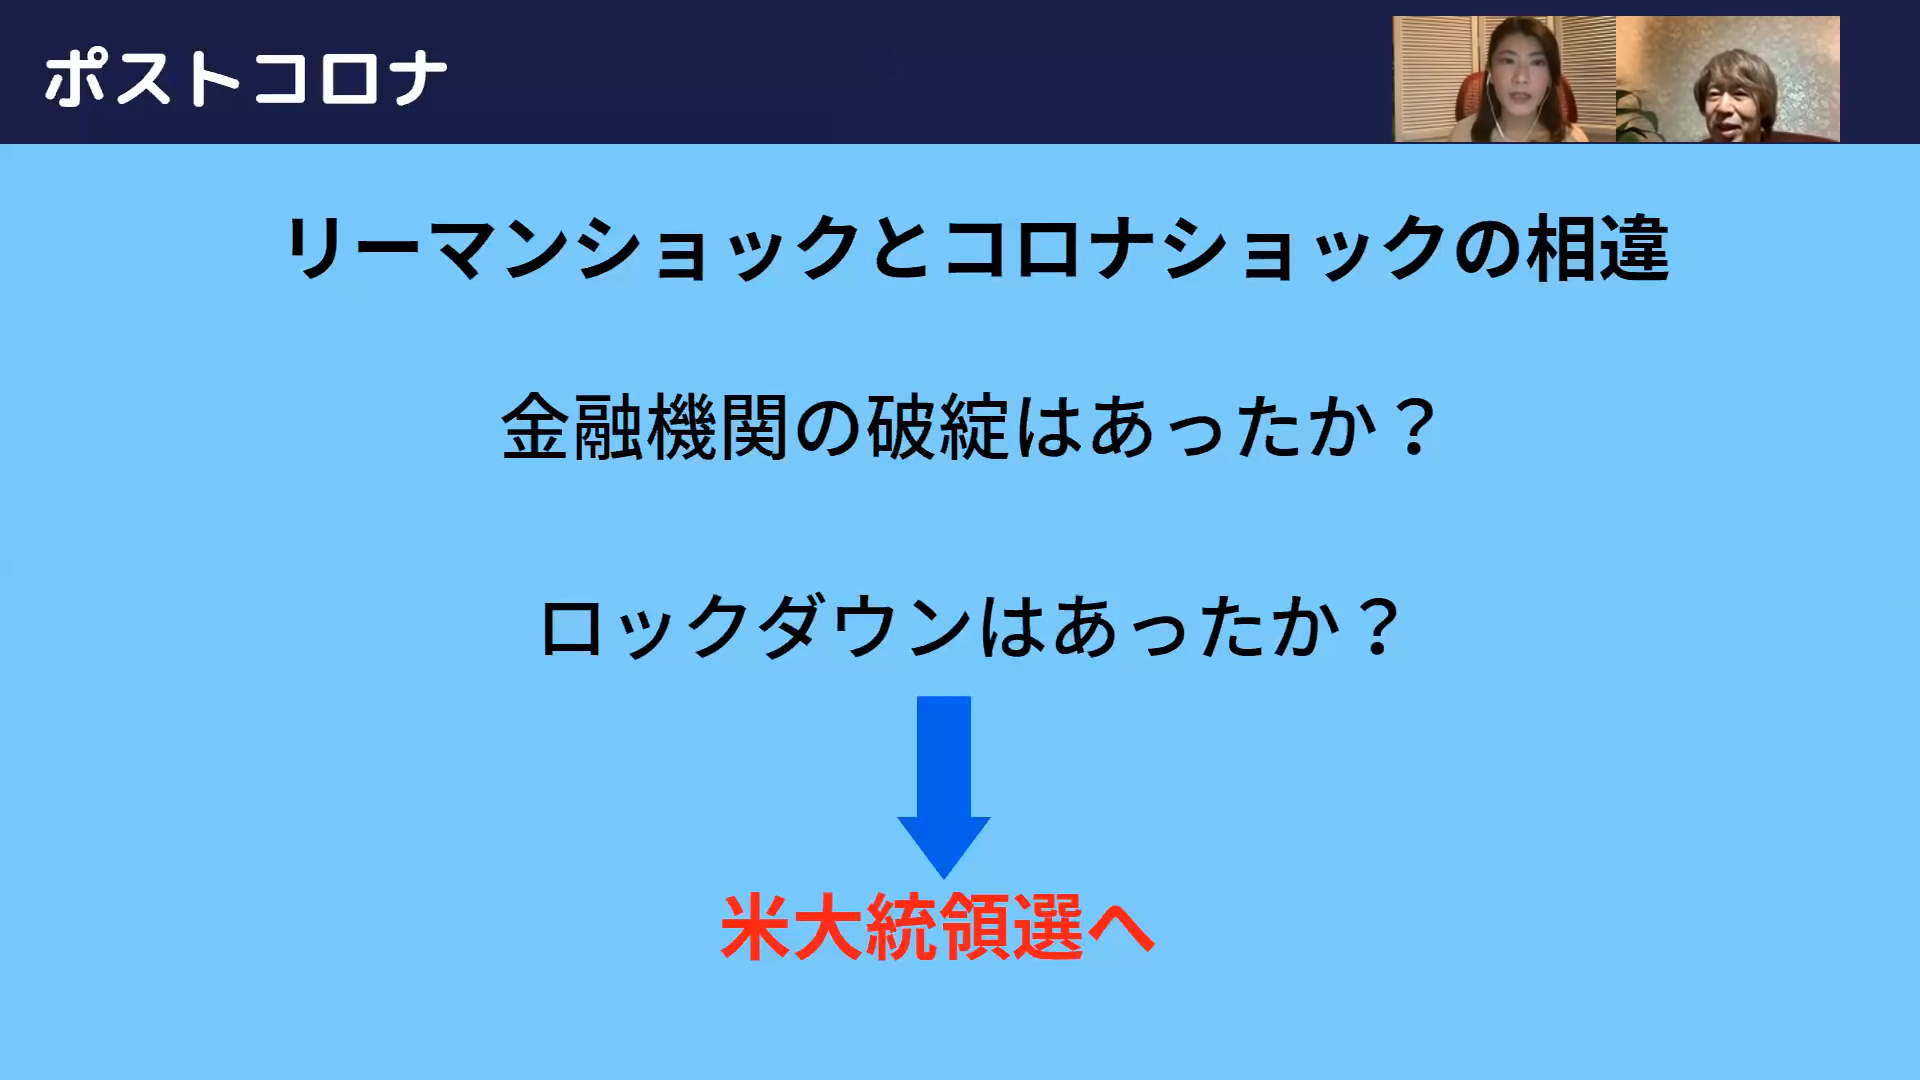 ポストコロナ
リーマンショックとコロナショックの相違
金融機関の破綻はあったか？
ロックダウンはあったか？
米大統領選へ